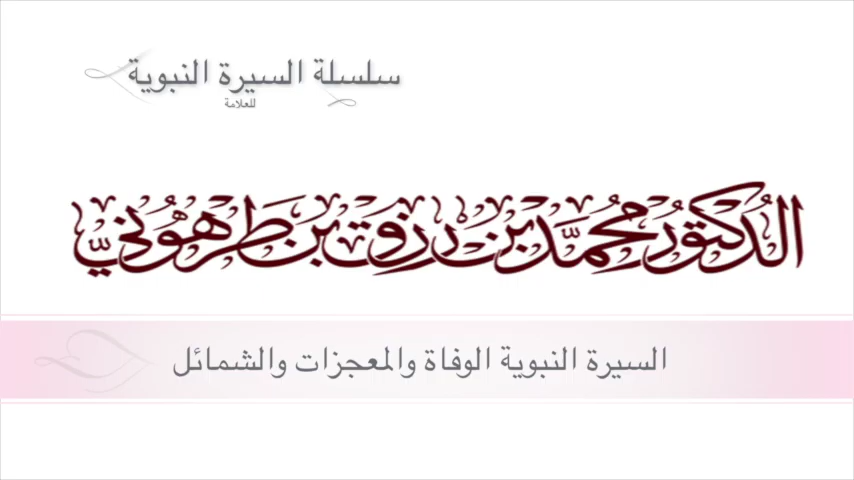 سلسلة السيرة النبوية
للعلامة
الدكتور محمد بن رزق بن طرهوني
السيرة النبوية الوفاة والمعجزات والشمائل